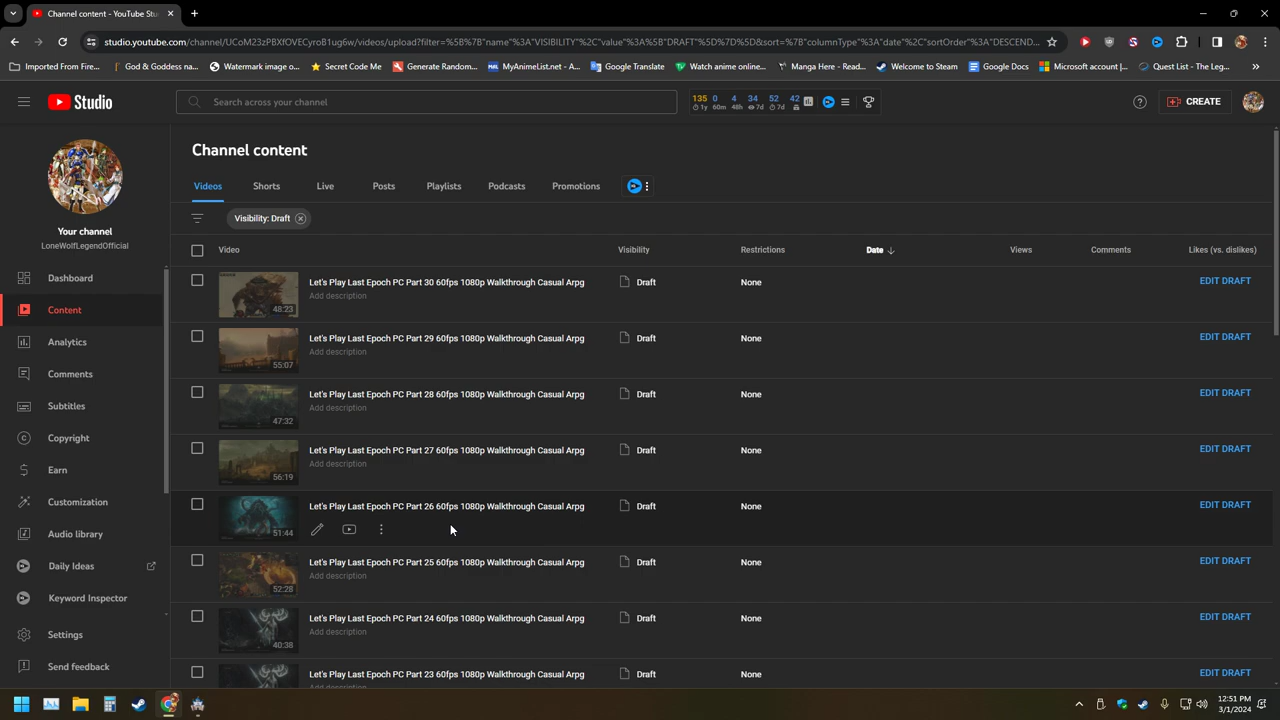 Channel content - YouTube Stu
studio.youtube.com/channel/UCoM23zPBXfOVECyroB1ug6w/videos/upload?filter=%5B%7B"name"%3A"VISIBILITY"%2C"value"%3A%5B"DRAFT"%5D%7D%5D&sort=%7B"columnType"%3A"date"%2C"sortOrder"%3A"DESCEND...
Imported From Fire... God & Goddess na... Watermark image o... Secret Code Me Generate Random... MAL MyAnimeList.net - A... Google Translate Watch anime online... Manga Here - Read... Welcome to Steam Google Docs Microsoft account |... Quest List - The Leg...
Studio
Search across your channel
135 0 4 34 52 42
1y 60m 48h 7d 7d
CREATE
Your channel
LoneWolfLegendOfficial
Dashboard
Content
Analytics
Comments
Subtitles
Copyright
Earn
Customization
Audio library
Daily Ideas
Keyword Inspector
Settings
Send feedback
Channel content
Videos Shorts Live Posts Playlists Podcasts Promotions
Visibility: Draft
Video Visibility Restrictions Date Views Comments Likes (vs. dislikes)
Let's Play Last Epoch PC Part 30 60fps 1080p Walkthrough Casual Arpg Draft None EDIT DRAFT
Add description
48:23
Let's Play Last Epoch PC Part 29 60fps 1080p Walkthrough Casual Arpg Draft None EDIT DRAFT
Add description
55:07
Let's Play Last Epoch PC Part 28 60fps 1080p Walkthrough Casual Arpg Draft None EDIT DRAFT
Add description
47:32
Let's Play Last Epoch PC Part 27 60fps 1080p Walkthrough Casual Arpg Draft None EDIT DRAFT
Add description
56:19
Let's Play Last Epoch PC Part 26 60fps 1080p Walkthrough Casual Arpg Draft None EDIT DRAFT
51:44
Let's Play Last Epoch PC Part 25 60fps 1080p Walkthrough Casual Arpg Draft None EDIT DRAFT
Add description
52:28
Let's Play Last Epoch PC Part 24 60fps 1080p Walkthrough Casual Arpg Draft None EDIT DRAFT
Add description
40:38
Let's Play Last Epoch PC Part 23 60fps 1080p Walkthrough Casual Arpg Draft None EDIT DRAFT
Add description
12:51 PM
3/1/2024